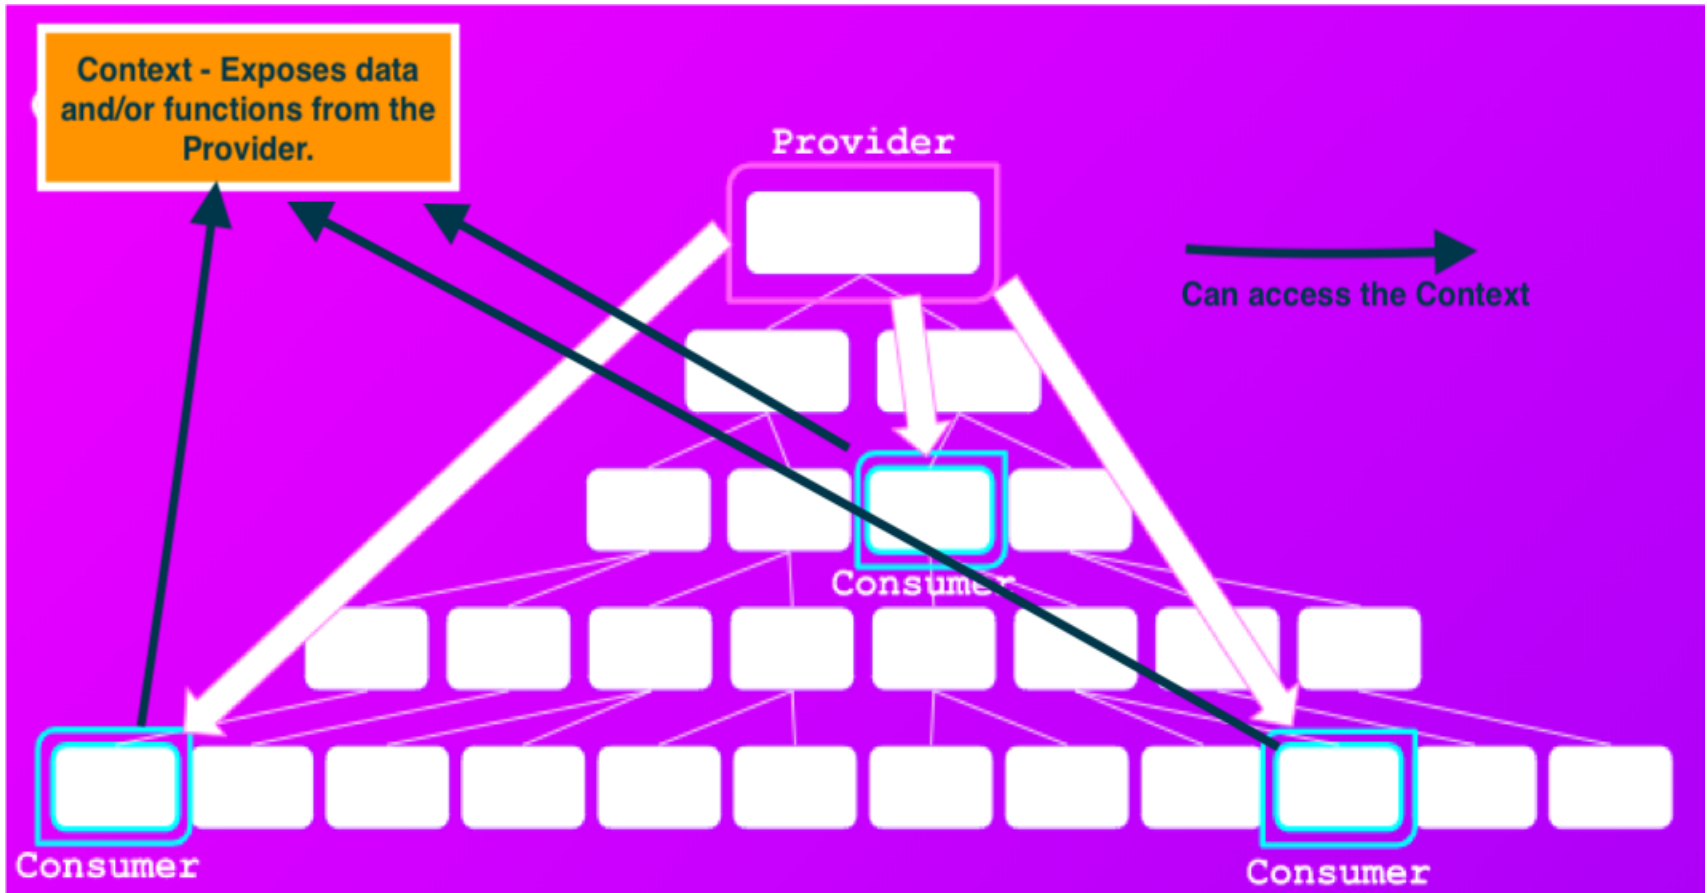 Context - Exposes data
and/or functions from the
Provider.
Provider
Can access the Context
Consumer
Consumer
Consumer